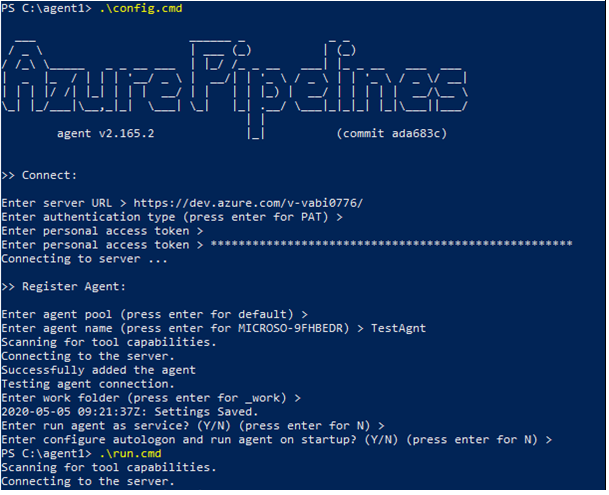 PS C:\agent1> .\config.cmd
AzurePipelines
agent v2.165.2 (commit ada683c)
>> Connect:
Enter server URL > https://dev.azure.com/v-vabi0776/
Enter authentication type (press enter for PAT) >
Enter personal access token >
Enter personal access token > ****************************************************
Connecting to server ...
>> Register Agent:
Enter agent pool (press enter for default) >
Enter agent name (press enter for MICROSO-9FHBEDR) > TestAgnt
Scanning for tool capabilities.
Connecting to the server.
Successfully added the agent
Testing agent connection.
Enter work folder (press enter for _work) >
2020-05-05 09:21:37Z: Settings Saved.
Enter run agent as service? (Y/N) (press enter for N) >
Enter configure autologon and run agent on startup? (Y/N) (press enter for N) >
PS C:\agent1> .\run.cmd
Scanning for tool capabilities.
Connecting to the server.